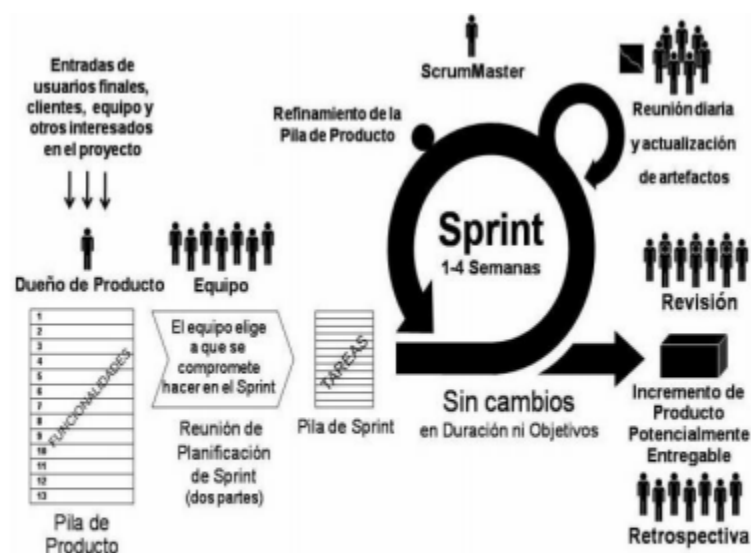 Entradas de
usuarios finales,
clientes, equipo y
otros interesados
en el proyecto
Dueño de Producto
1
2
3
4
5
6
7
8
9
10
11
12
13
FUNCIONALIDADES
Pila de
Producto
Equipo
El equipo elige
a que se
compromete
hacer en el Sprint
Reunión de
Planificación
de Sprint
(dos partes)
TAREAS
Pila de Sprint
ScrumMaster
Refinamiento de la
Pila de Producto
Sprint
1-4 Semanas
Sin cambios
en Duración ni Objetivos
Reunión diaria
y actualización
de artefactos
Revisión
Incremento de
Producto
Potencialmente
Entregable
Retrospectiva